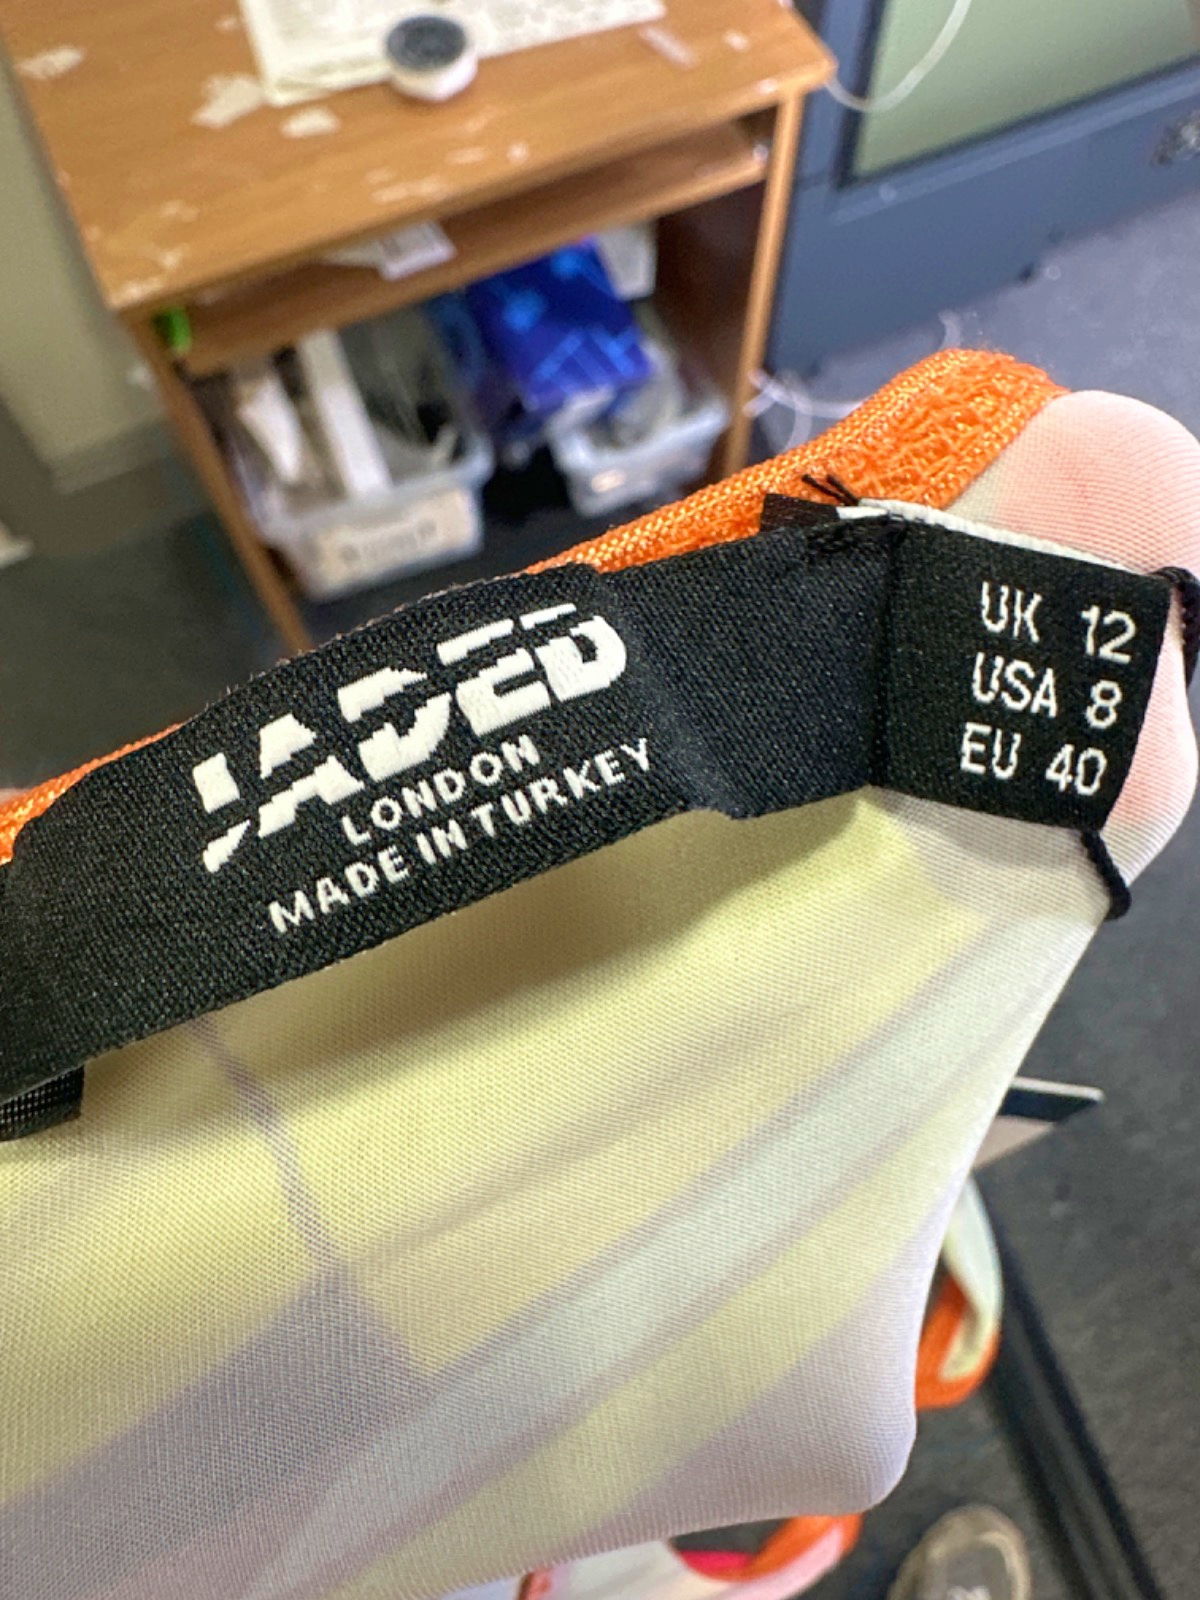 JADED
LONDON
MADE IN TURKEY
UK 12
USA 8
EU 40